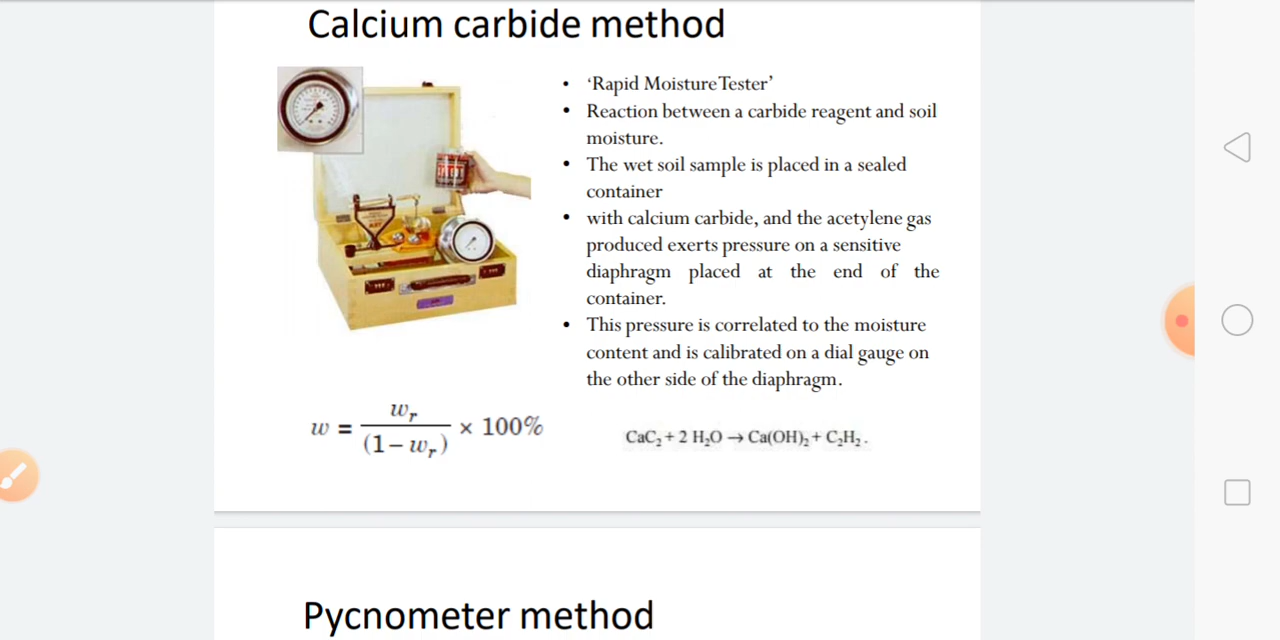 Calcium carbide method
• ‘Rapid Moisture Tester’
• Reaction between a carbide reagent and soil
moisture.
• The wet soil sample is placed in a sealed
container
• with calcium carbide, and the acetylene gas
produced exerts pressure on a sensitive
diaphragm placed at the end of the
container.
• This pressure is correlated to the moisture
content and is calibrated on a dial gauge on
the other side of the diaphragm.
w = wᵣ / (1 − wᵣ) × 100%
CaC₂ + 2 H₂O → Ca(OH)₂ + C₂H₂ .
Pycnometer method